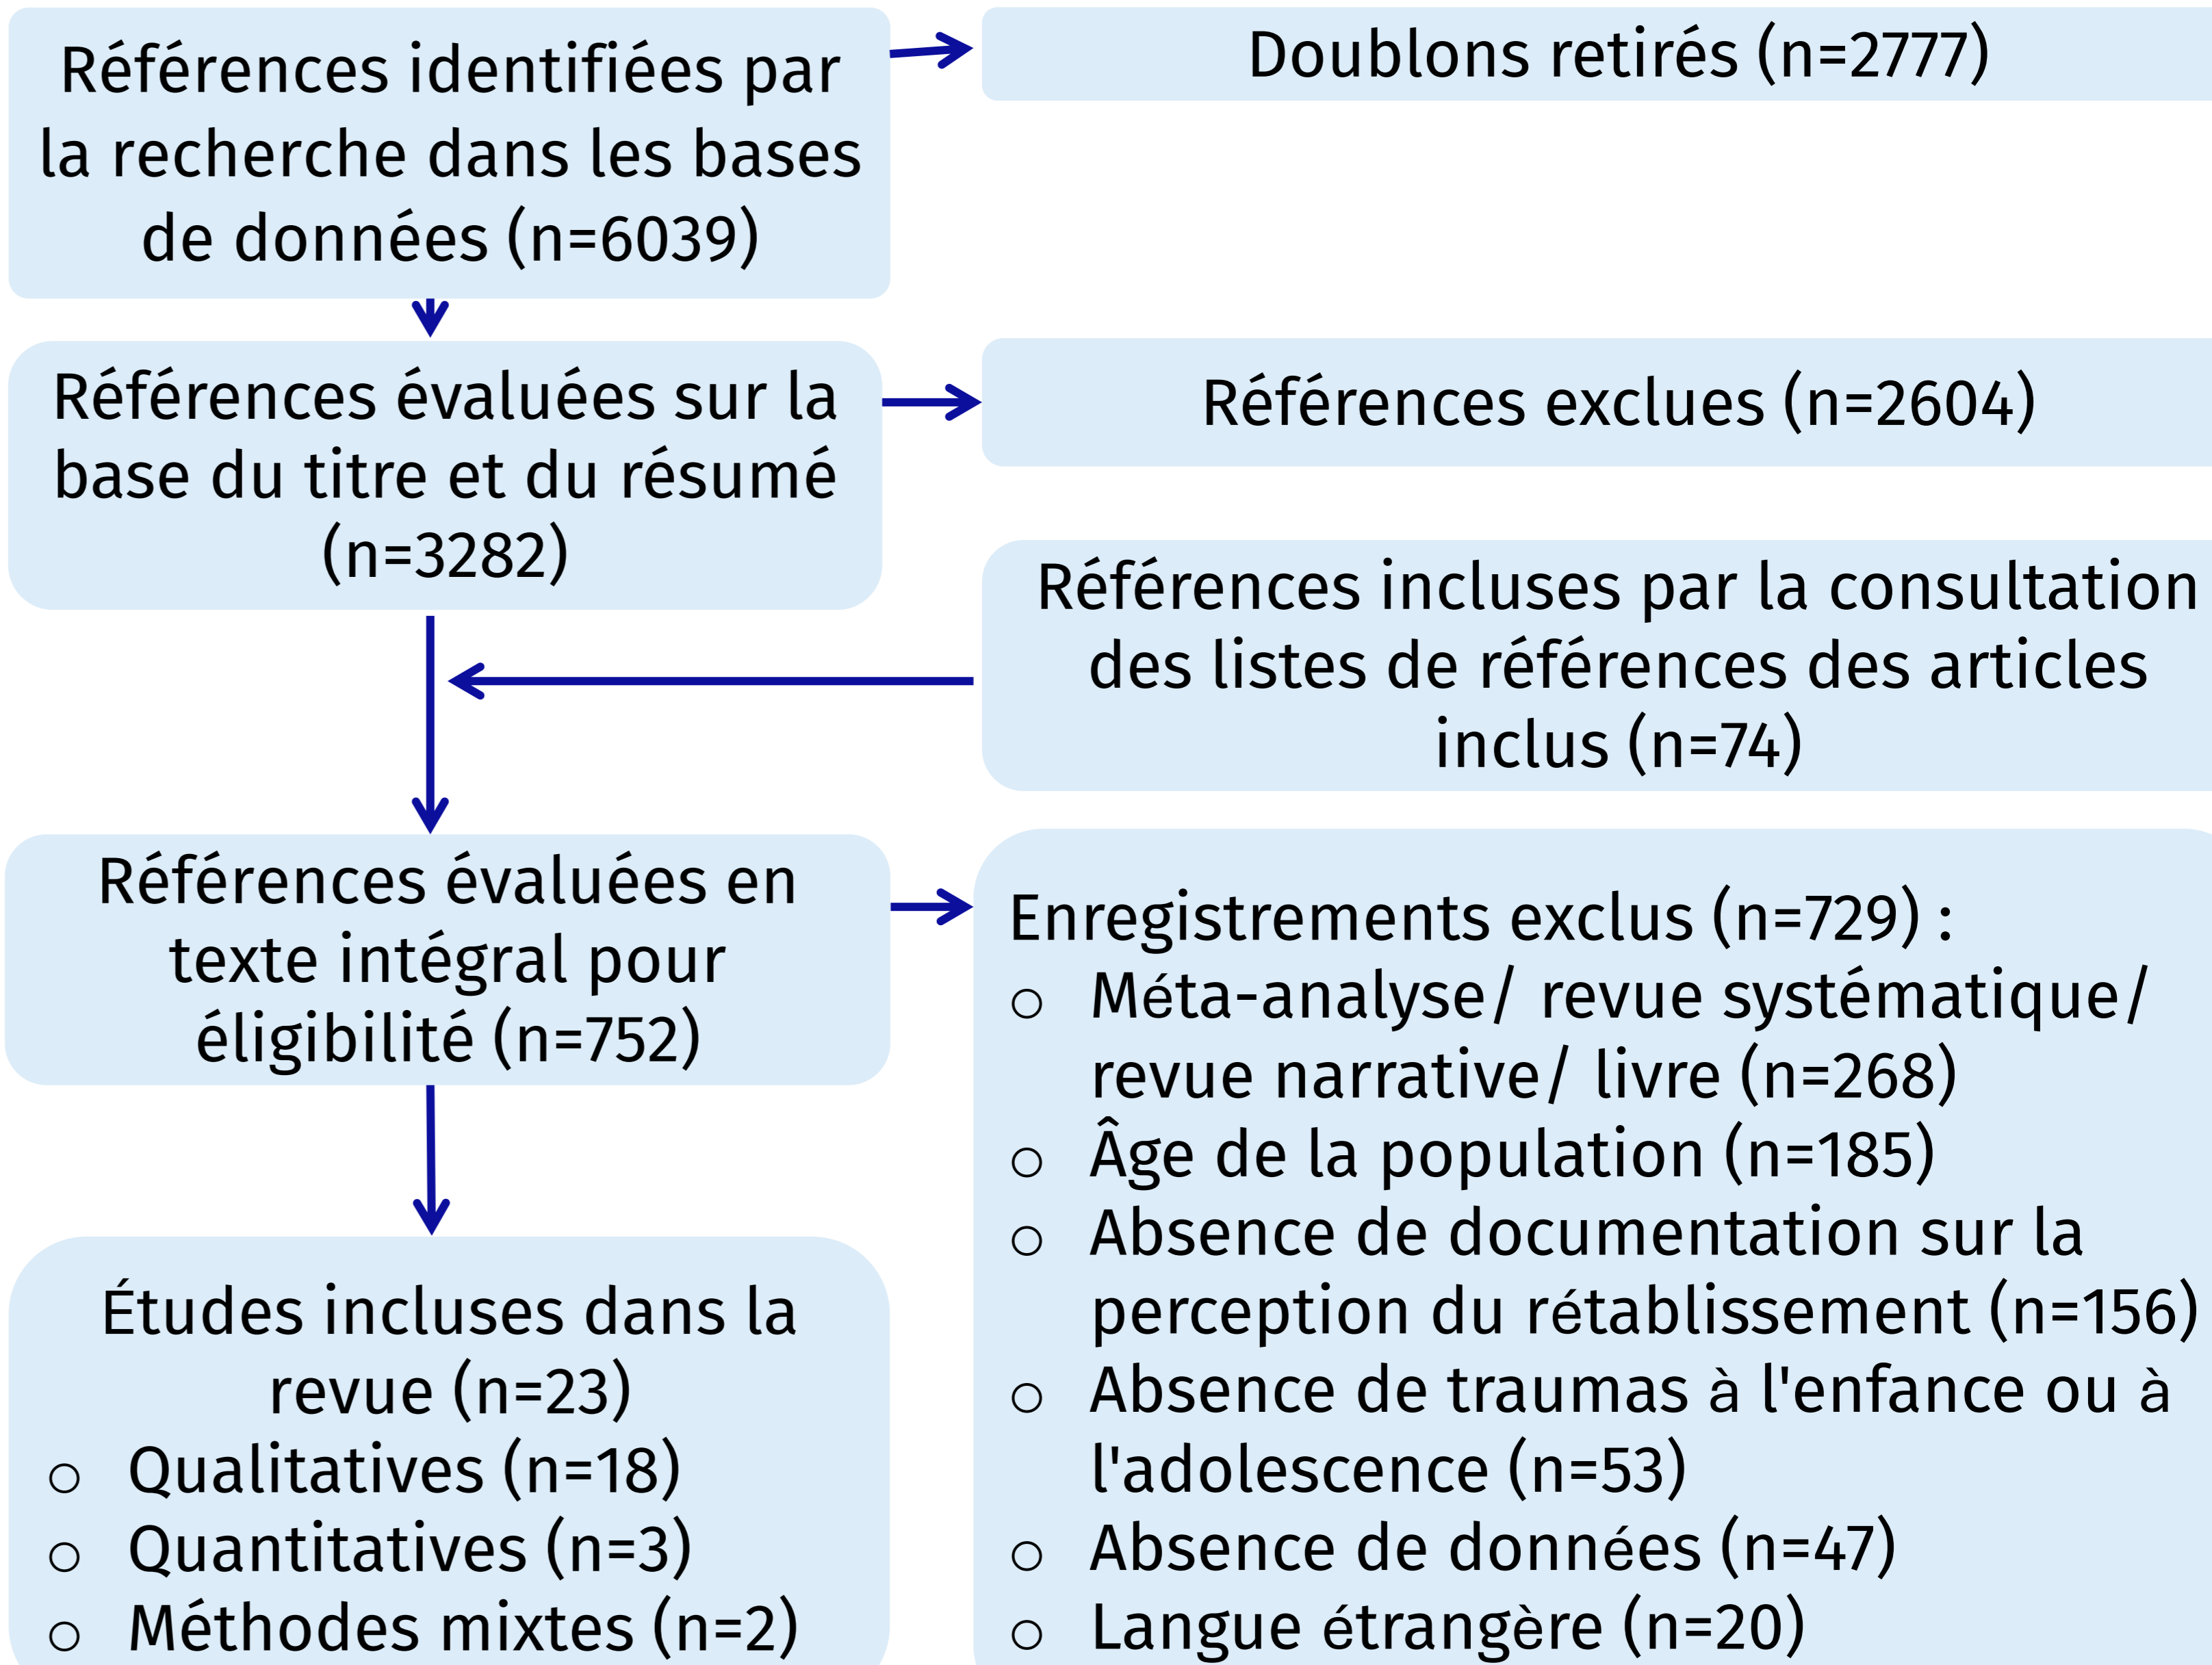 Références identifiées par
la recherche dans les bases
de données (n=6039)
Doublons retirés (n=2777)
Références évaluées sur la
base du titre et du résumé
(n=3282)
Références exclues (n=2604)
Références incluses par la consultation
des listes de références des articles
inclus (n=74)
Références évaluées en
texte intégral pour
éligibilité (n=752)
Enregistrements exclus (n=729) :
○ Méta-analyse/ revue systématique/
revue narrative/ livre (n=268)
○ Âge de la population (n=185)
○ Absence de documentation sur la
perception du rétablissement (n=156)
○ Absence de traumas à l'enfance ou à
l'adolescence (n=53)
○ Absence de données (n=47)
○ Langue étrangère (n=20)
Études incluses dans la
revue (n=23)
○ Qualitatives (n=18)
○ Quantitatives (n=3)
○ Méthodes mixtes (n=2)